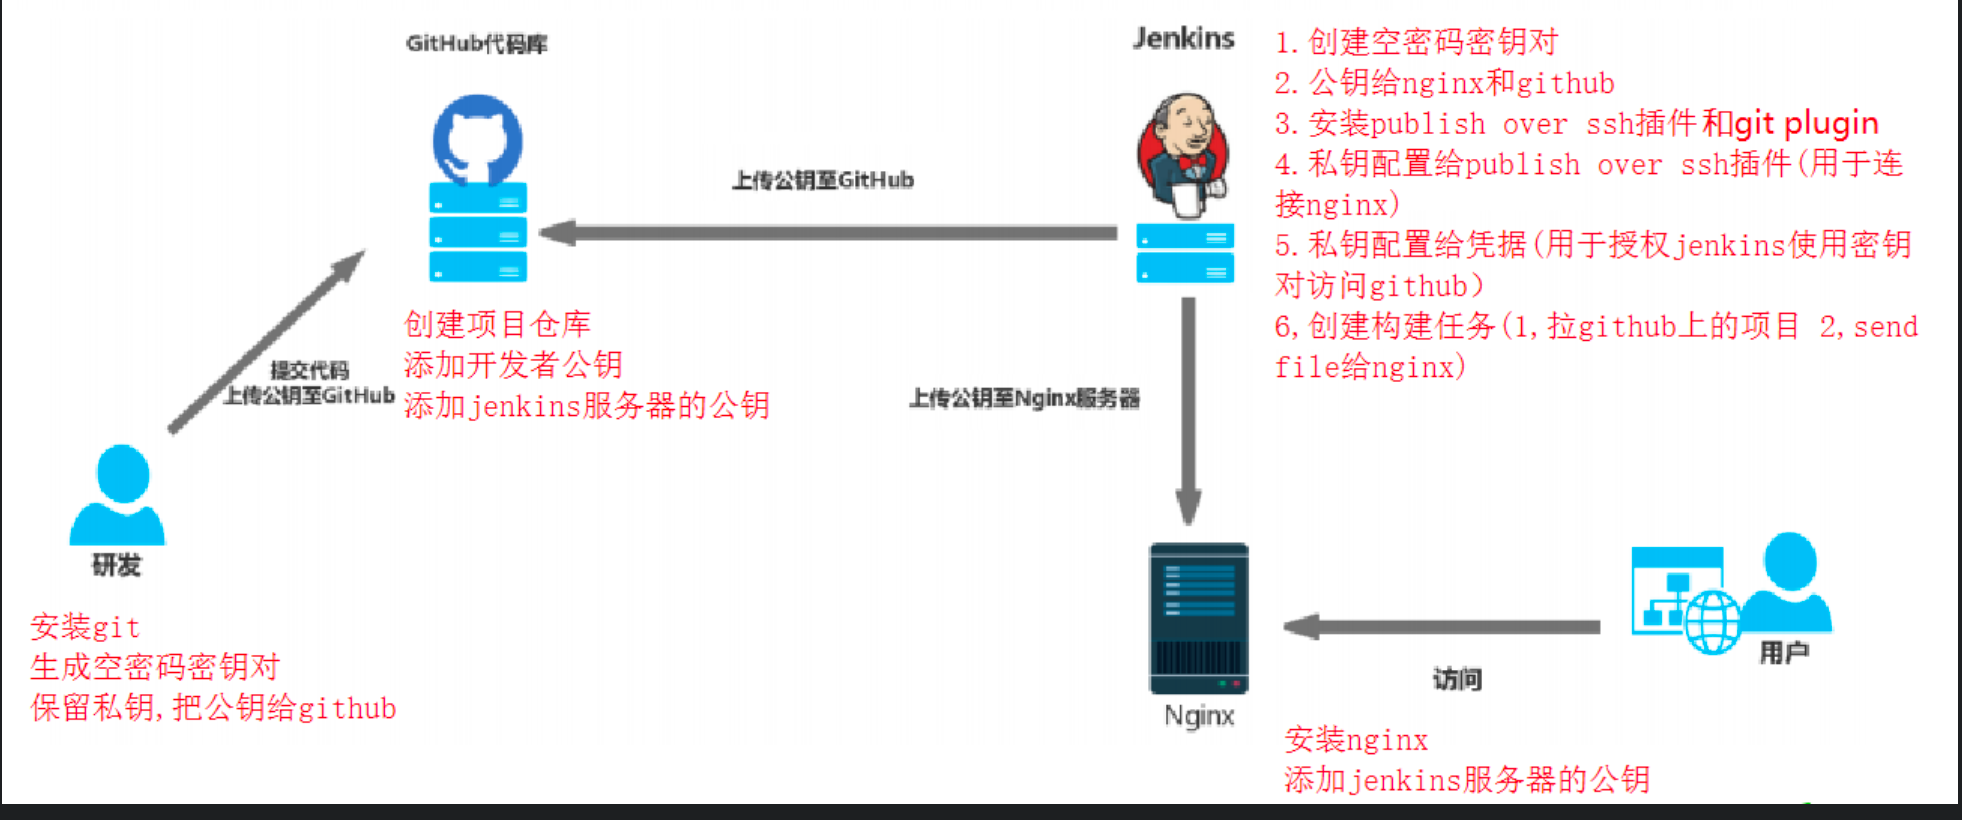 GitHub代码库
Jenkins
1.创建空密码密钥对
2.公钥给nginx和github
3.安装publish over ssh插件和git plugin
4.私钥配置给publish over ssh插件(用于连
接nginx)
5.私钥配置给凭据(用于授权jenkins使用密钥
对访问github)
6,创建构建任务(1,拉github上的项目 2,send
file给nginx)
上传公钥至GitHub
创建项目仓库
添加开发者公钥
添加jenkins服务器的公钥
提交代码
上传公钥至GitHub
上传公钥至Nginx服务器
研发
安装git
生成空密码密钥对
保留私钥,把公钥给github
用户
访问
Nginx
安装nginx
添加jenkins服务器的公钥